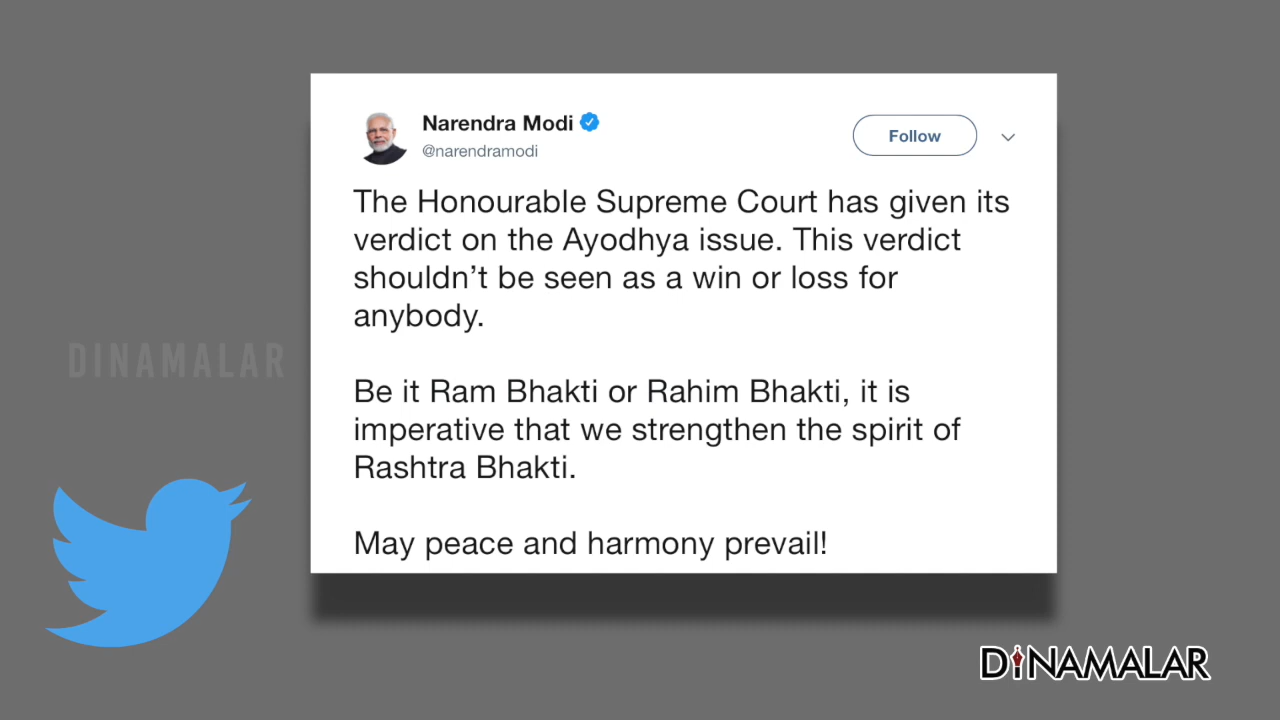 Narendra Modi
@narendramodi
Follow
The Honourable Supreme Court has given its
verdict on the Ayodhya issue. This verdict
shouldn’t be seen as a win or loss for
anybody.
Be it Ram Bhakti or Rahim Bhakti, it is
imperative that we strengthen the spirit of
Rashtra Bhakti.
May peace and harmony prevail!
DINAMALAR
DINAMALAR